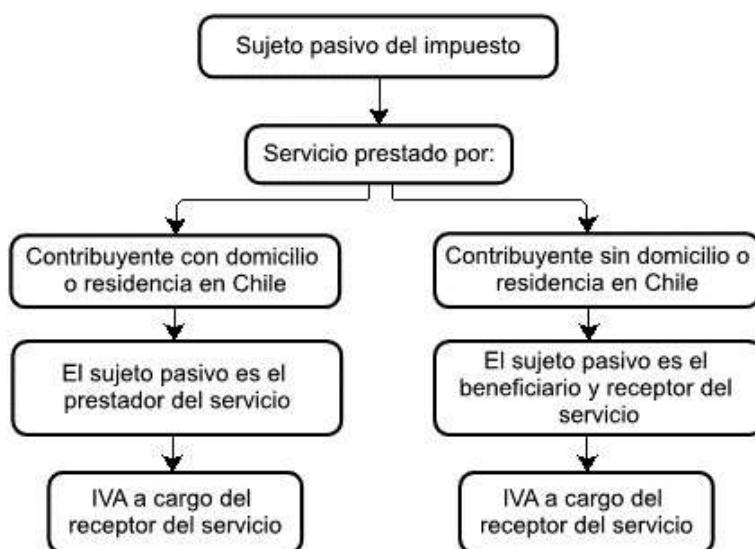 Sujeto pasivo del impuesto
Servicio prestado por:
Contribuyente con domicilio
o residencia en Chile
Contribuyente sin domicilio o
residencia en Chile
El sujeto pasivo es el
prestador del servicio
El sujeto pasivo es el
beneficiario y receptor del
servicio
IVA a cargo del
receptor del servicio
IVA a cargo del
receptor del servicio